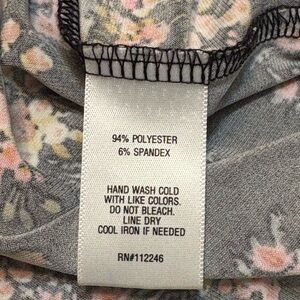 94% POLYESTER
6% SPANDEX
HAND WASH COLD
WITH LIKE COLORS.
DO NOT BLEACH.
LINE DRY
COOL IRON IF NEEDED
RN#112246